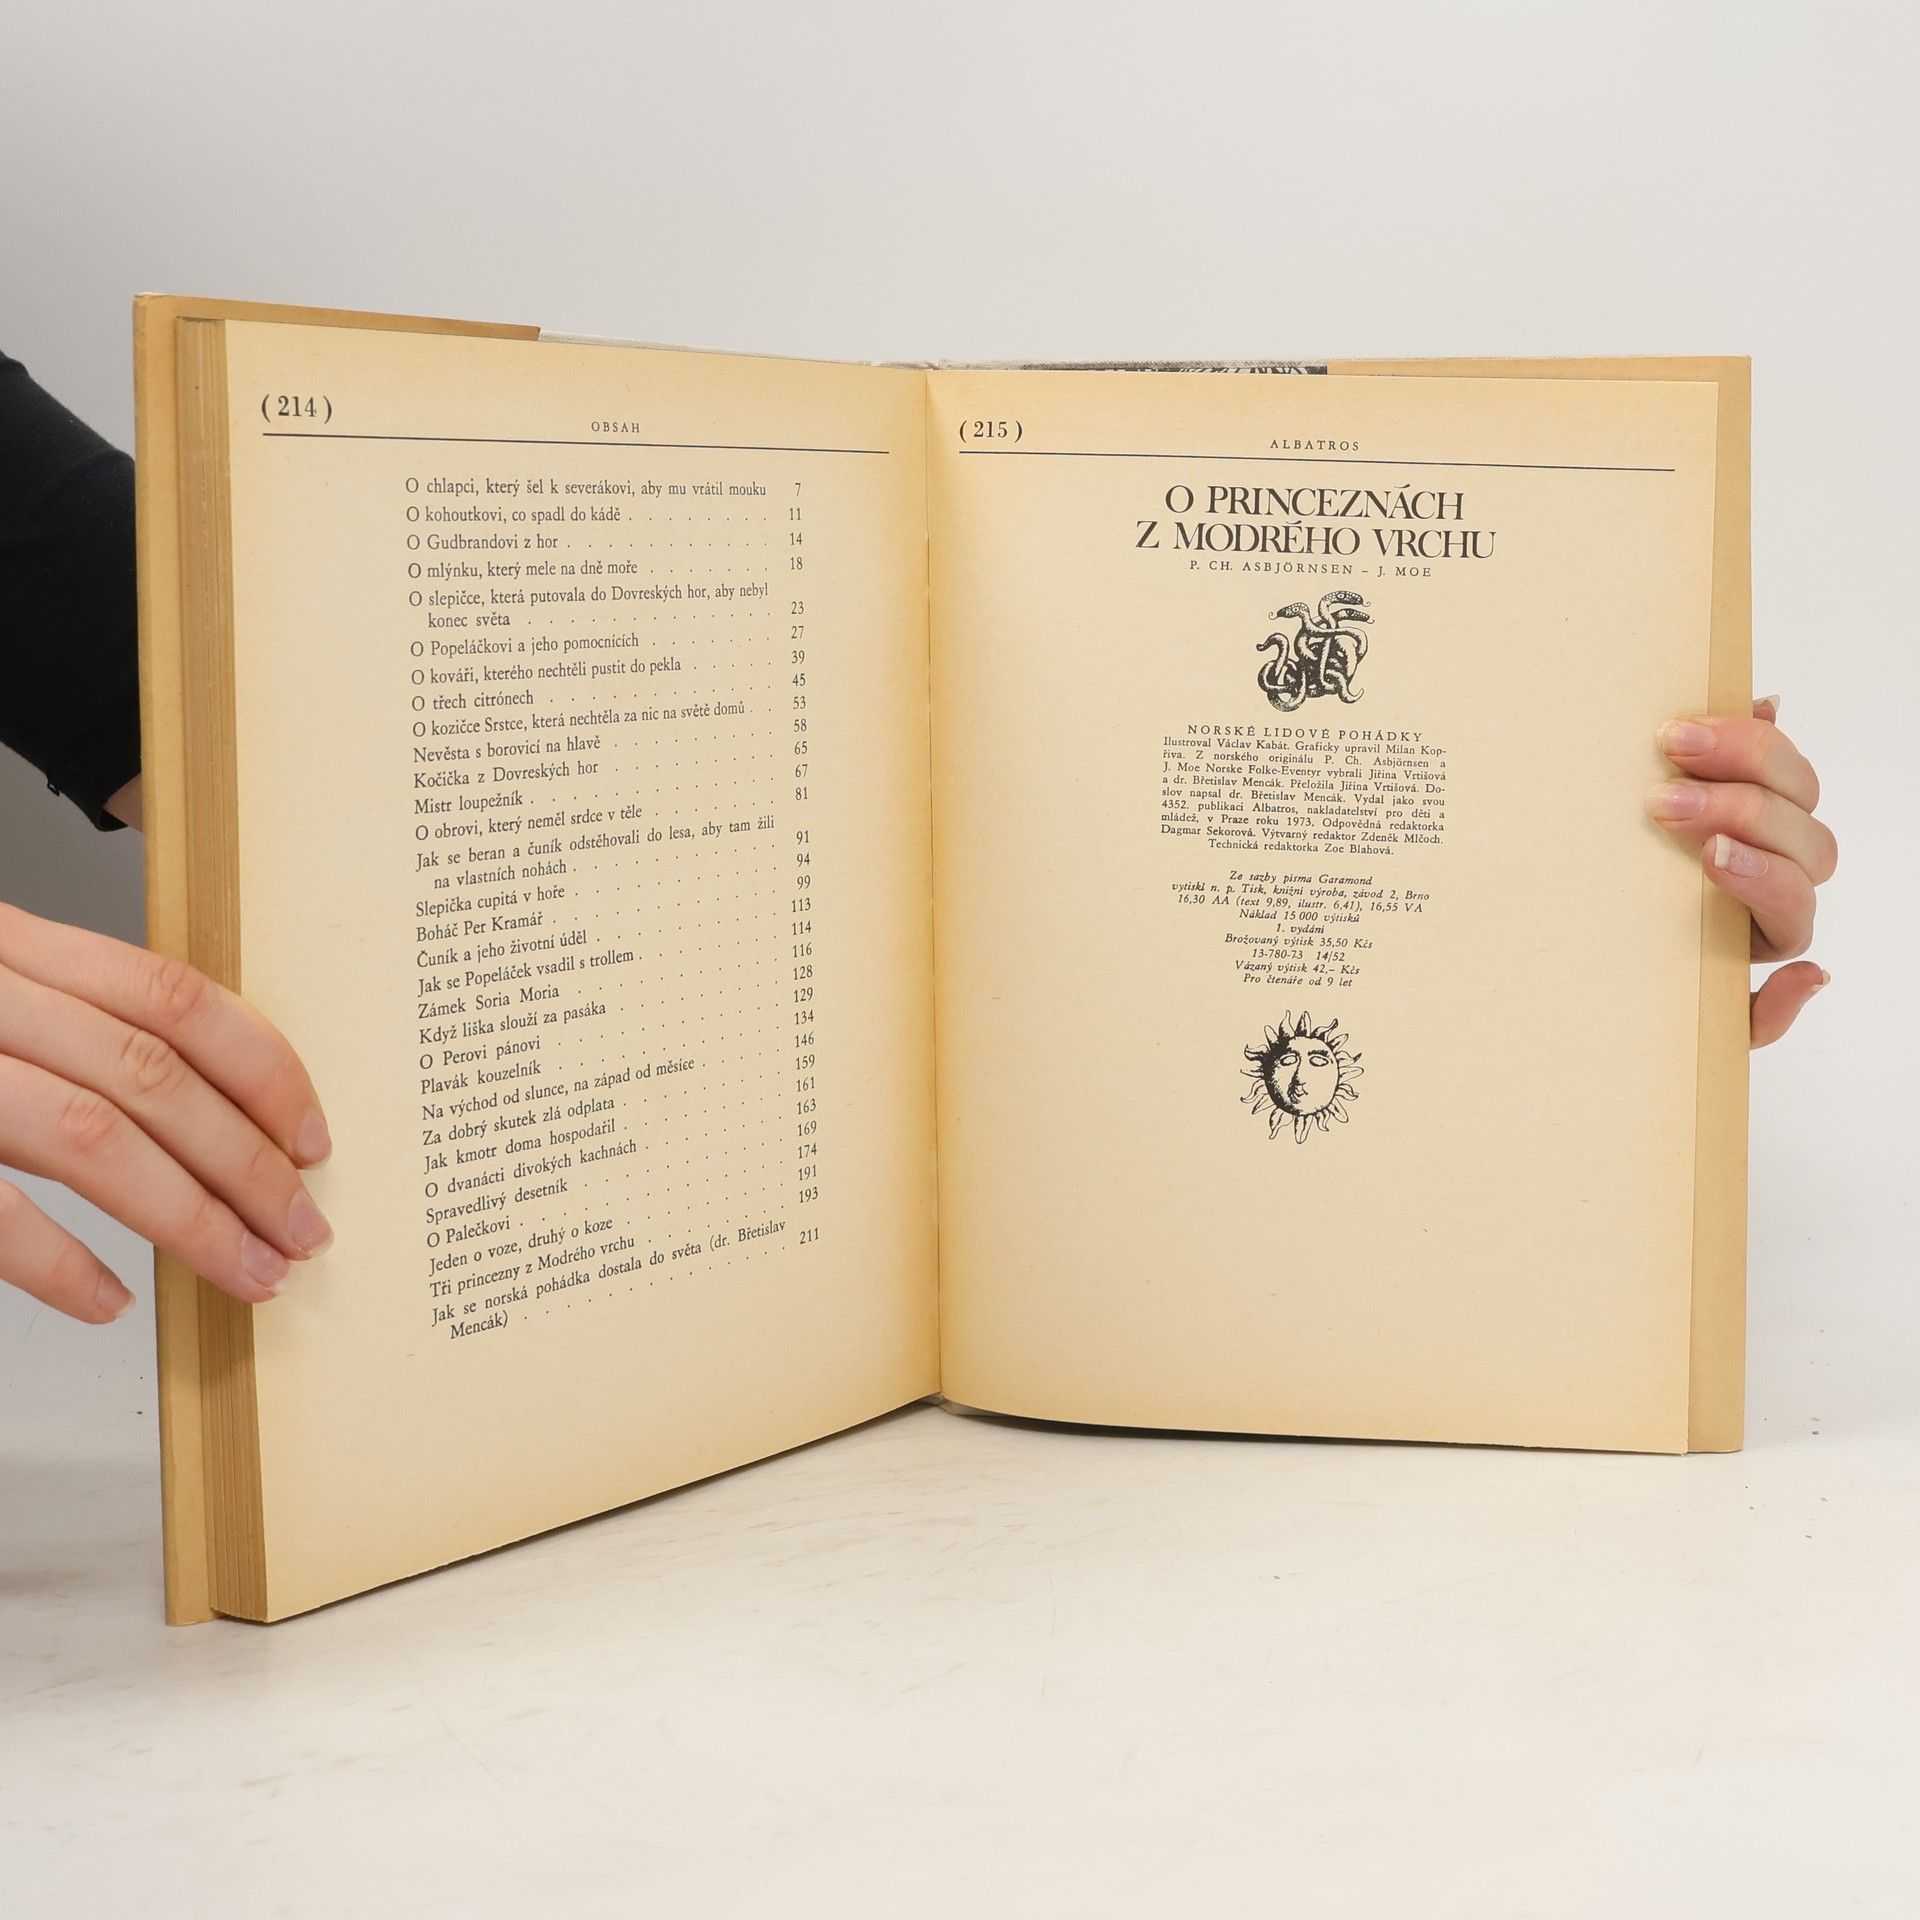 ( 214 )
OBSAH
O chlapci, který šel k severákovi, aby mu vrátil mouku 7
O kohoutkovi, co spadl do kádě . . . . . . . . 11
O Gudbrandovi z hor . . . . . . . . . . . 14
O mlýnku, který mele na dně moře . . . . . . . 18
O slepičce, která putovala do Dovreských hor, aby nebyl
konec světa . . . . . . . . . . . . 23
O Popeláčkovi a jeho pomocnících . . . . . . . 27
O kováři, kterého nechtěli pustit do pekla . . . . . 39
O třech citrónech . . . . . . . . . . . 45
O kozičce Srstce, která nechtěla za nic na světě domů . . 53
Nevěsta s borovicí na hlavě . . . . . . . . 58
Kočička z Dovreských hor . . . . . . . . 65
Mistr loupežník . . . . . . . . . . . 67
O obrovi, který neměl srdce v těle . . . . . . 81
Jak se beran a čuník odstěhovali do lesa, aby tam žili
na vlastních nohách . . . . . . . . . . 91
Slepička cupitá v hoře . . . . . . . . . . 94
Boháč Per Kramář . . . . . . . . . . . 99
Čuník a jeho životní úděl . . . . . . . . . 113
Jak se Popeláček vsadil s trollem . . . . . . . 114
Zámek Soria Moria . . . . . . . . . . 116
Když liška slouží za pasáka . . . . . . . . 128
O Perovi pánovi . . . . . . . . . . . 129
Plavák kouzelník . . . . . . . . . . . 134
Na východ od slunce, na západ od měsíce . . . . . 146
Za dobrý skutek zlá odplata . . . . . . . . 159
Jak kmotr doma hospodařil . . . . . . . . 161
O dvanácti divokých kachnách . . . . . . . 163
Spravedlivý desetník . . . . . . . . . . 169
O Palečkovi . . . . . . . . . . . . 174
Jeden o voze, druhý o koze . . . . . . . . 191
Tři princezny z Modrého vrchu . . . . . . . 193
Jak se norská pohádka dostala do světa (dr. Břetislav
Mencák) . . . . . . . . . . . . 211
( 215 )
ALBATROS
O PRINCEZNÁCH
Z MODRÉHO VRCHU
P. CH. ASBJÖRNSEN – J. MOE
NORSKÉ LIDOVÉ POHÁDKY
Ilustroval Václav Kabát. Graficky upravil Milan Kop-
řiva. Z norského originálu P. Ch. Asbjörnsen a
J. Moe Norske Folke-Eventyr vybrali Jiřina Vrtišová
a dr. Břetislav Mencák. Přeložila Jiřina Vrtišová. Do-
slov napsal dr. Břetislav Mencák. Vydal jako svou
4352. publikaci Albatros, nakladatelství pro děti a
mládež, v Praze roku 1973. Odpovědná redaktorka
Dagmar Sekorová. Výtvarný redaktor Zdeněk Mlčoch.
Technická redaktorka Zoe Blahová.
Ze sazby písma Garamond
vytiskl n. p. Tisk, knižní výroba, závod 2, Brno
16,30 AA (text 9,89, ilustr. 6,41), 16,55 VA
Náklad 15 000 výtisků
1. vydání
Brožovaný výtisk 35,50 Kčs
13-780-73 14/52
Vázaný výtisk 42,– Kčs
Pro čtenáře od 9 let